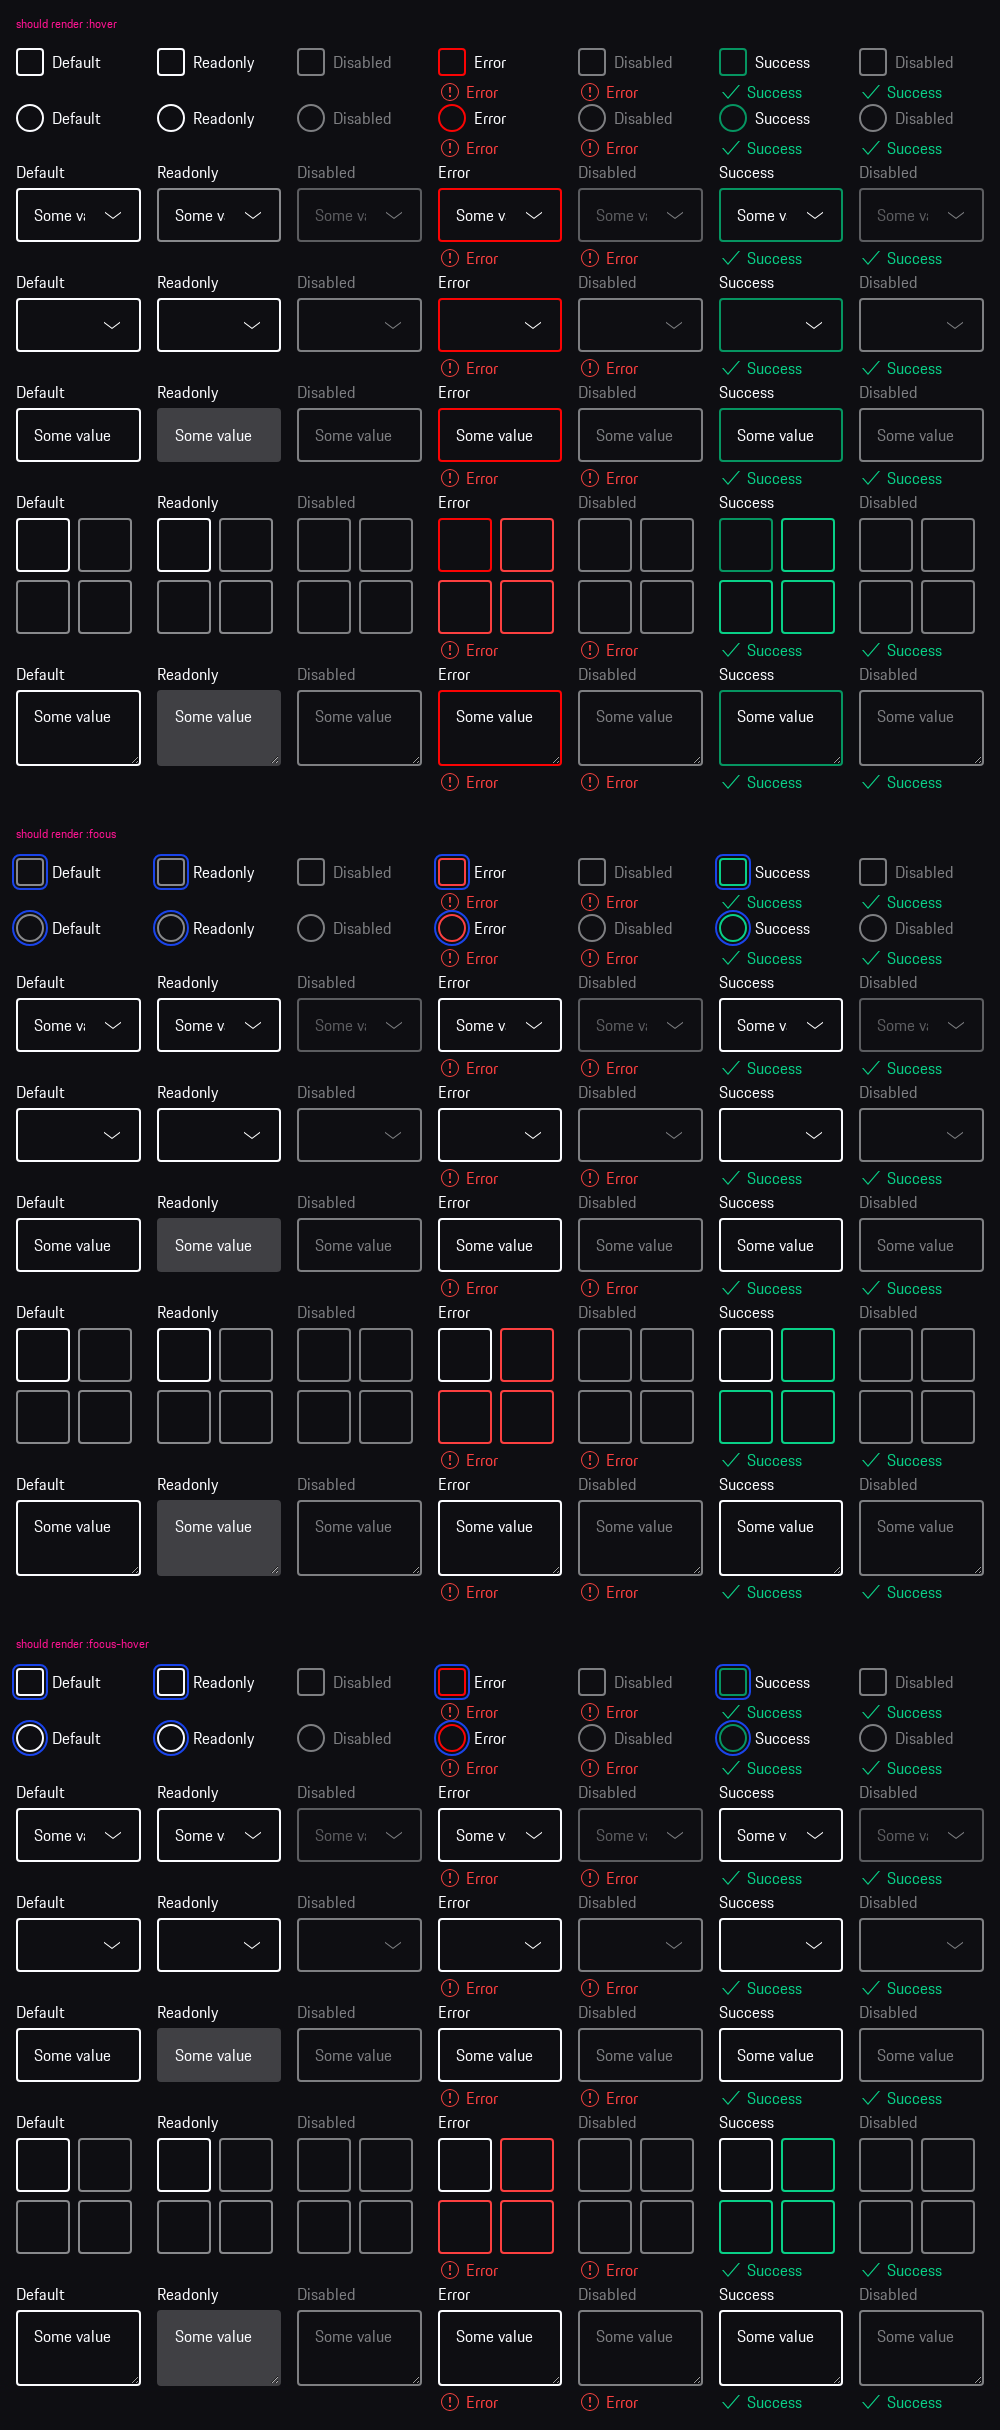 should render :hover
Default Readonly Disabled Error Disabled Success Disabled
Error Error Success Success
Default Readonly Disabled Error Disabled Success Disabled
Error Error Success Success
Default Readonly Disabled Error Disabled Success Disabled
Some va Some v Some va Some v Some va Some v Some va
Error Error Success Success
Default Readonly Disabled Error Disabled Success Disabled
Error Error Success Success
Default Readonly Disabled Error Disabled Success Disabled
Some value Some value Some value Some value Some value Some value Some value
Error Error Success Success
Default Readonly Disabled Error Disabled Success Disabled
Error Error Success Success
Default Readonly Disabled Error Disabled Success Disabled
Some value Some value Some value Some value Some value Some value Some value
Error Error Success Success
should render :focus
Default Readonly Disabled Error Disabled Success Disabled
Error Error Success Success
Default Readonly Disabled Error Disabled Success Disabled
Error Error Success Success
Default Readonly Disabled Error Disabled Success Disabled
Some va Some v Some va Some v Some va Some v Some va
Error Error Success Success
Default Readonly Disabled Error Disabled Success Disabled
Error Error Success Success
Default Readonly Disabled Error Disabled Success Disabled
Some value Some value Some value Some value Some value Some value Some value
Error Error Success Success
Default Readonly Disabled Error Disabled Success Disabled
Error Error Success Success
Default Readonly Disabled Error Disabled Success Disabled
Some value Some value Some value Some value Some value Some value Some value
Error Error Success Success
should render :focus-hover
Default Readonly Disabled Error Disabled Success Disabled
Error Error Success Success
Default Readonly Disabled Error Disabled Success Disabled
Error Error Success Success
Default Readonly Disabled Error Disabled Success Disabled
Some va Some v Some va Some v Some va Some v Some va
Error Error Success Success
Default Readonly Disabled Error Disabled Success Disabled
Error Error Success Success
Default Readonly Disabled Error Disabled Success Disabled
Some value Some value Some value Some value Some value Some value Some value
Error Error Success Success
Default Readonly Disabled Error Disabled Success Disabled
Error Error Success Success
Default Readonly Disabled Error Disabled Success Disabled
Some value Some value Some value Some value Some value Some value Some value
Error Error Success Success